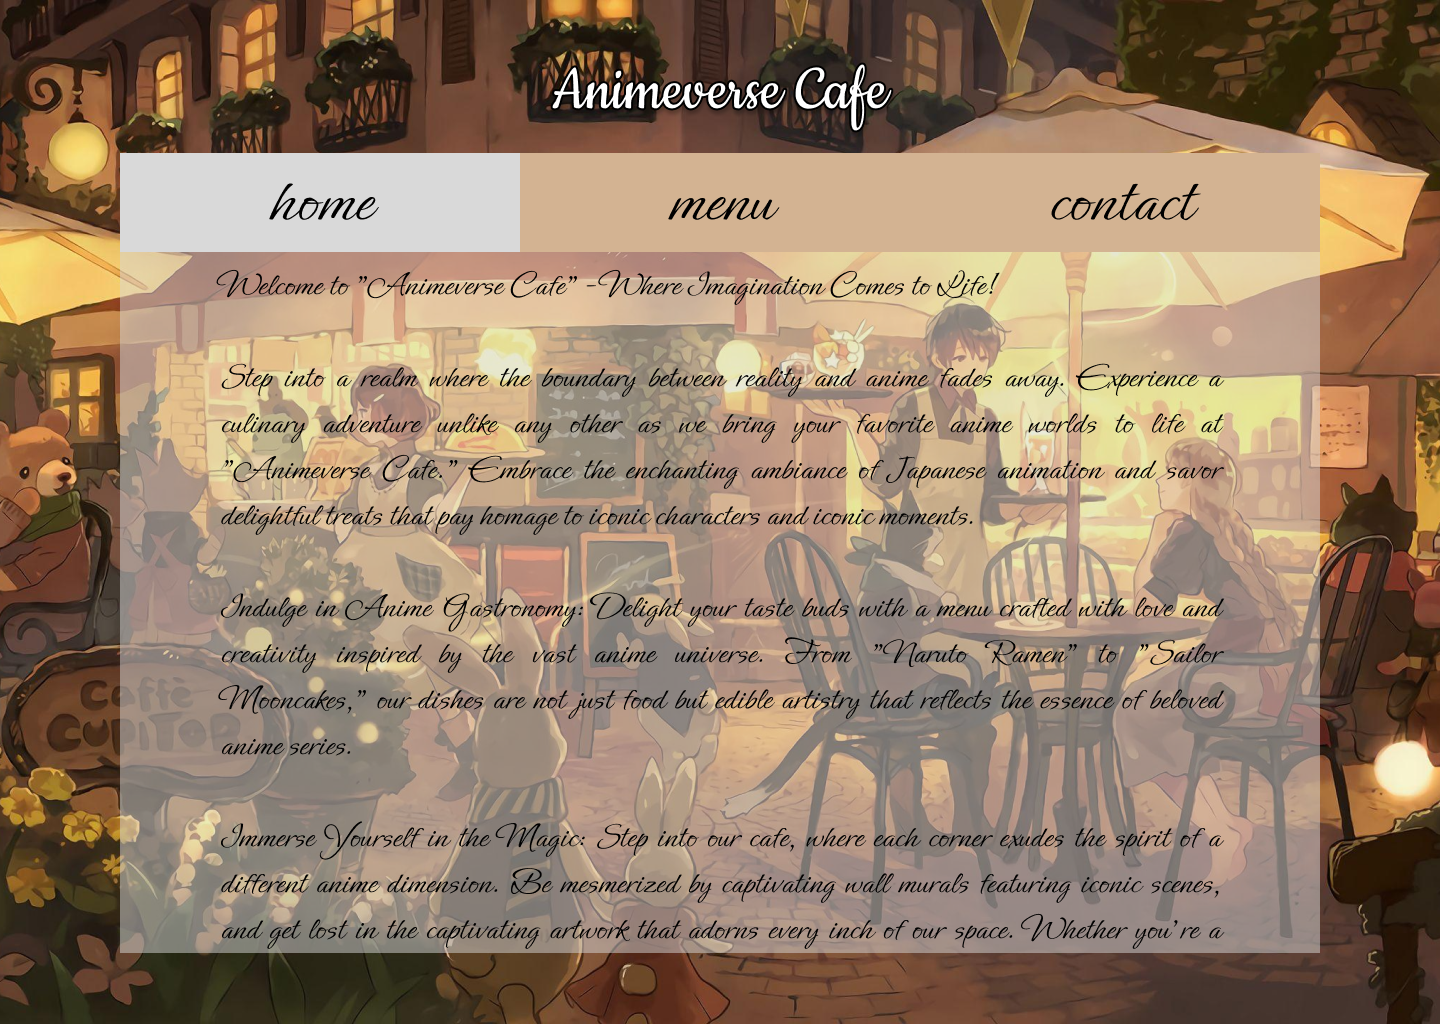 Animeverse Cafe
home menu contact
Welcome to "Animeverse Cafe" - Where Imagination Comes to Life!
Step into a realm where the boundary between reality and anime fades away. Experience a
culinary adventure unlike any other as we bring your favorite anime worlds to life at
"Animeverse Cafe." Embrace the enchanting ambiance of Japanese animation and savor
delightful treats that pay homage to iconic characters and iconic moments.
Indulge in Anime Gastronomy: Delight your taste buds with a menu crafted with love and
creativity inspired by the vast anime universe. From "Naruto Ramen" to "Sailor
Mooncakes," our dishes are not just food but edible artistry that reflects the essence of beloved
anime series.
Caffè
Immerse Yourself in the Magic: Step into our cafe, where each corner exudes the spirit of a
different anime dimension. Be mesmerized by captivating wall murals featuring iconic scenes,
and get lost in the captivating artwork that adorns every inch of our space. Whether you're a